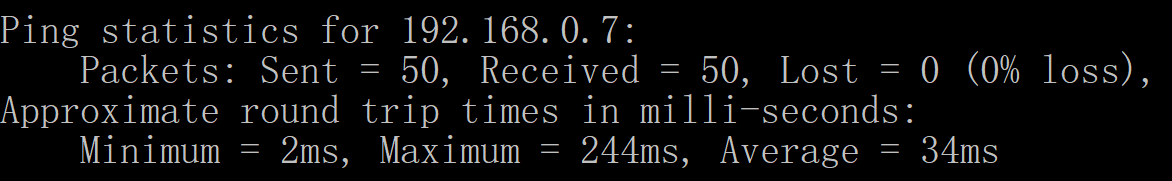 Ping statistics for 192.168.0.7:
    Packets: Sent = 50, Received = 50, Lost = 0 (0% loss),
Approximate round trip times in milli-seconds:
    Minimum = 2ms, Maximum = 244ms, Average = 34ms